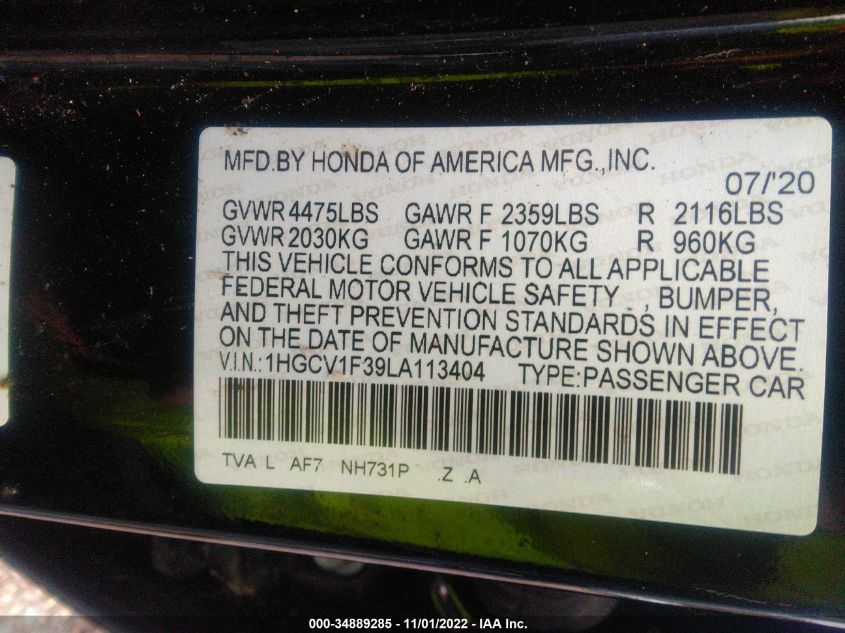 MFD.BY HONDA OF AMERICA MFG.,INC.
07/'20
GVWR 4475LBS GAWR F 2359LBS R 2116LBS
GVWR 2030KG GAWR F 1070KG R 960KG
THIS VEHICLE CONFORMS TO ALL APPLICABLE
FEDERAL MOTOR VEHICLE SAFETY , BUMPER,
AND THEFT PREVENTION STANDARDS IN EFFECT
ON THE DATE OF MANUFACTURE SHOWN ABOVE.
V.I.N.:1HGCV1F39LA113404 TYPE:PASSENGER CAR
TVA L AF7 NH731P .Z .A
000-34889285 - 11/01/2022 - IAA Inc.